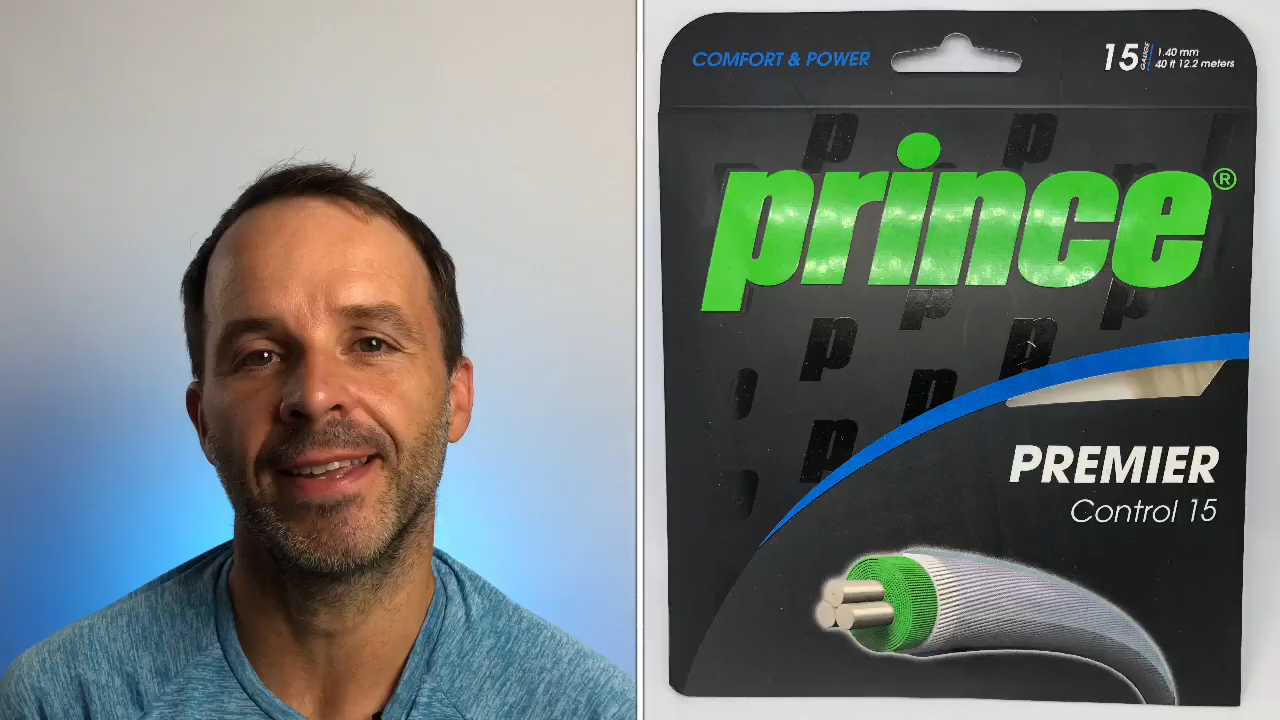 COMFORT & POWER
15 GAUGE 1.40 mm
40 ft 12.2 meters
prince®
PREMIER
Control 15